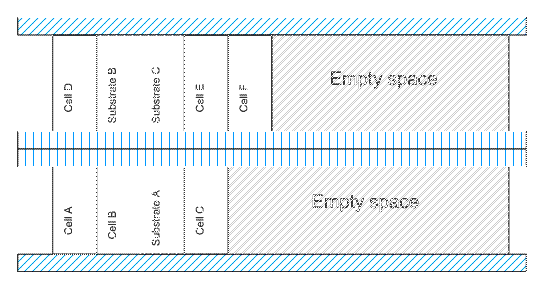 Cell D
Substrate B
Substrate C
Cell E
Cell F
Empty space
Cell A
Cell B
Substrate A
Cell C
Empty space